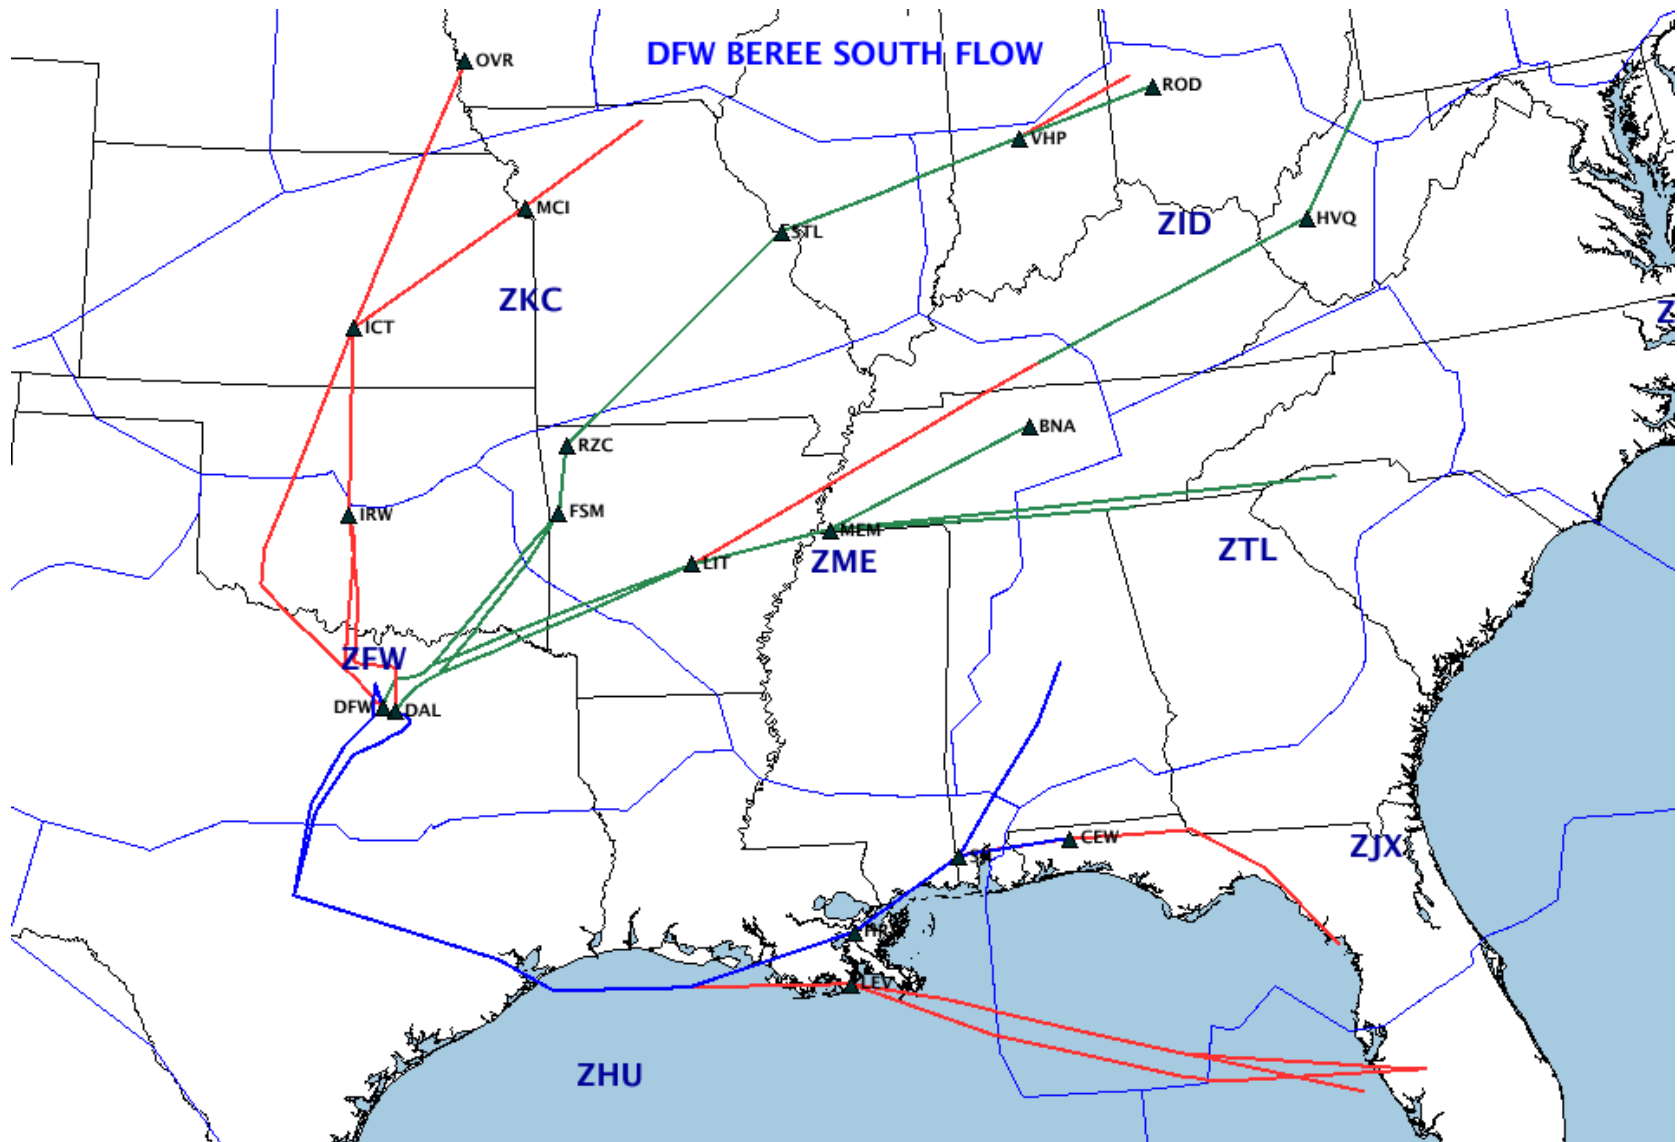 DFW BEREE SOUTH FLOW
OVR
ROD
VHP
MCI
HVQ
ZID
STL
ZKC
Z
ICT
BNA
RZC
FSM
IRW
MEM
ZTL
LIT
ZME
ZFW
DFW
DAL
CEW
ZJX
LEV
ZHU